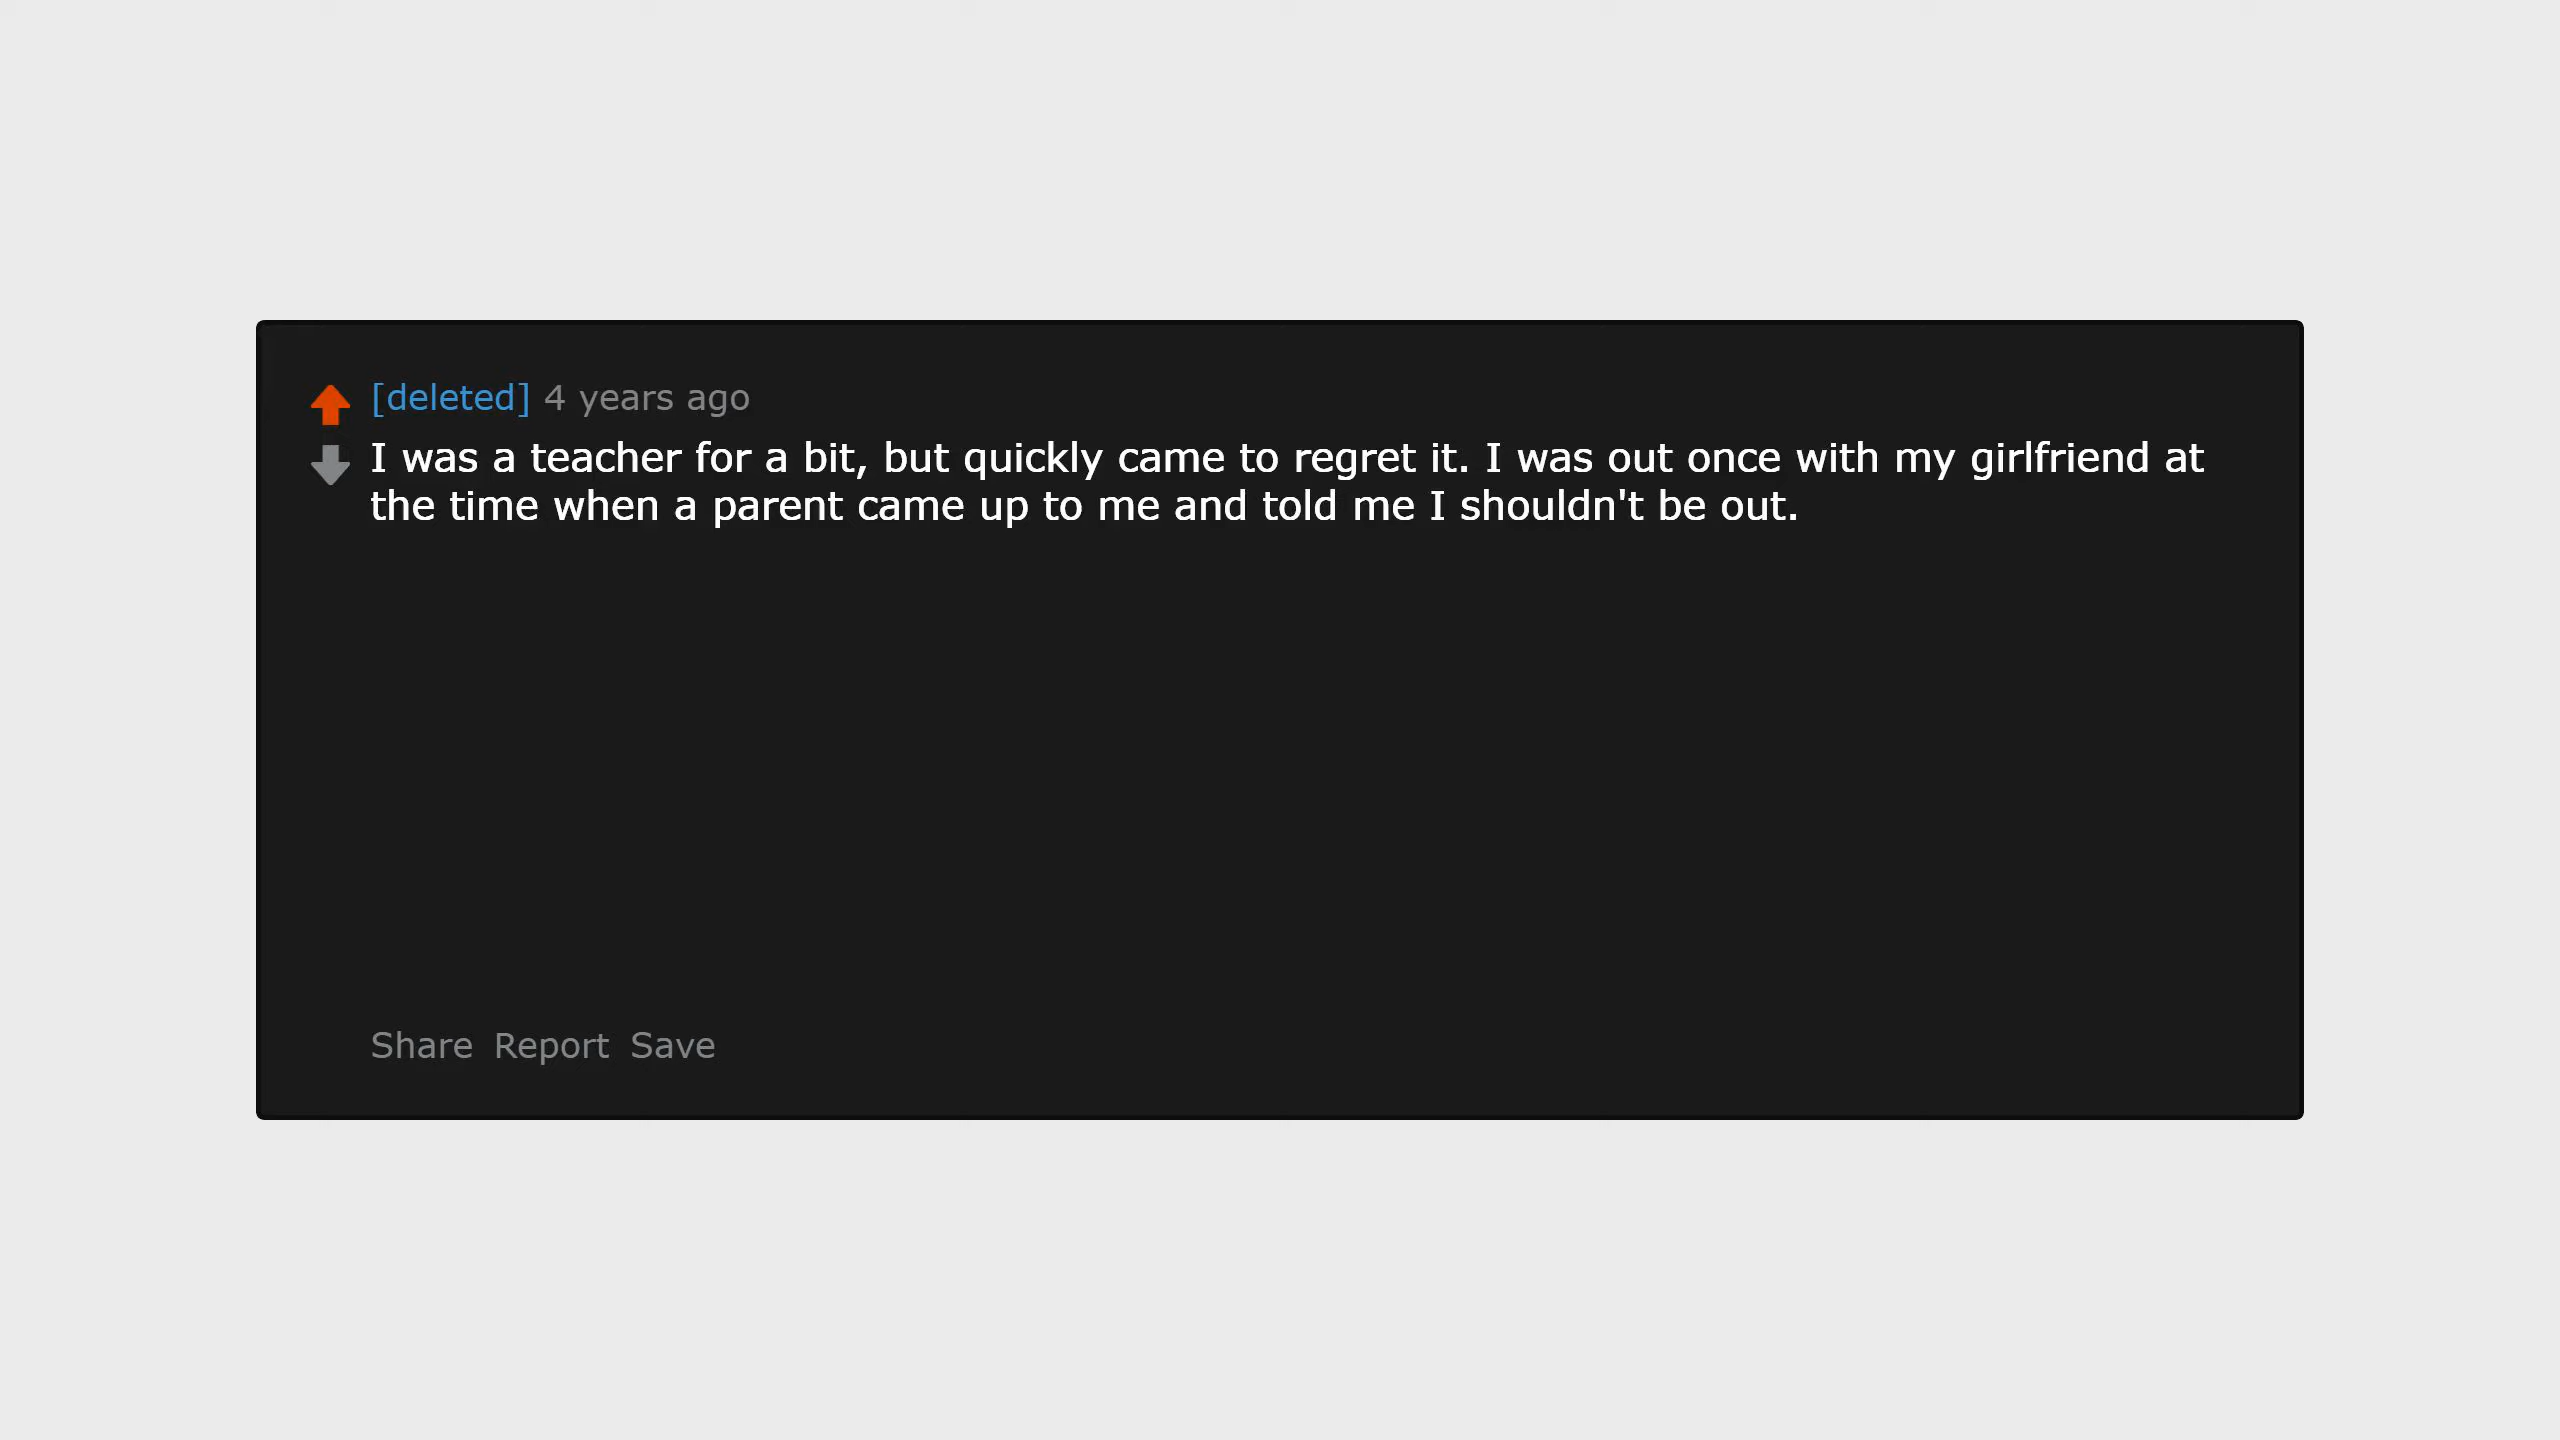 [deleted] 4 years ago
I was a teacher for a bit, but quickly came to regret it. I was out once with my girlfriend at
the time when a parent came up to me and told me I shouldn't be out.
Share Report Save